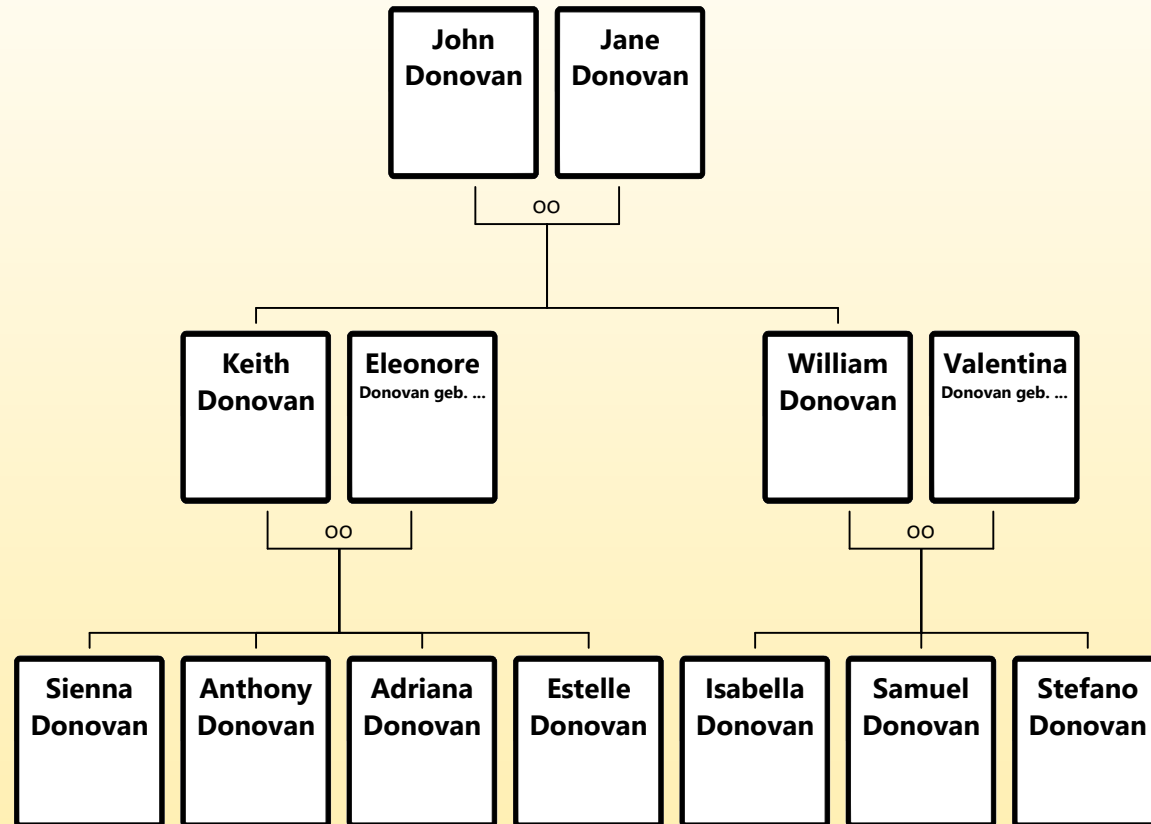 John
Donovan
Jane
Donovan
oo
Keith
Donovan
Eleonore
Donovan geb. ...
William
Donovan
Valentina
Donovan geb. ...
oo
oo
Sienna
Donovan
Anthony
Donovan
Adriana
Donovan
Estelle
Donovan
Isabella
Donovan
Samuel
Donovan
Stefano
Donovan